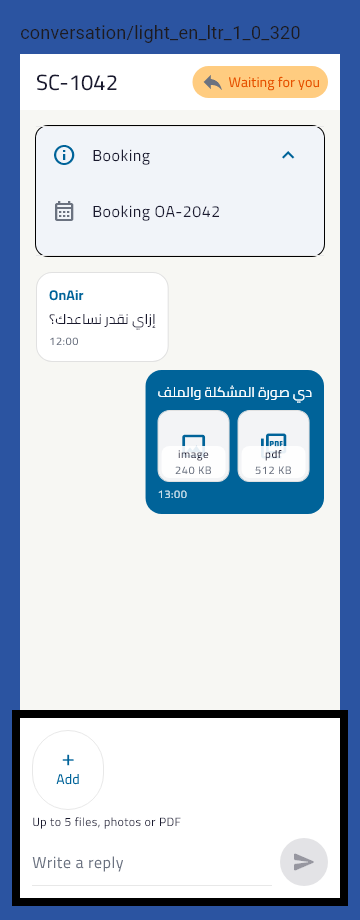 conversation/light_en_ltr_1_0_320
SC-1042
Waiting for you
Booking
Booking OA-2042
OnAir
إزاي نقدر نساعدك؟
12:00
دي صورة المشكلة والملف
image
240 KB
PDF
pdf
512 KB
13:00
+
Add
Up to 5 files, photos or PDF
Write a reply